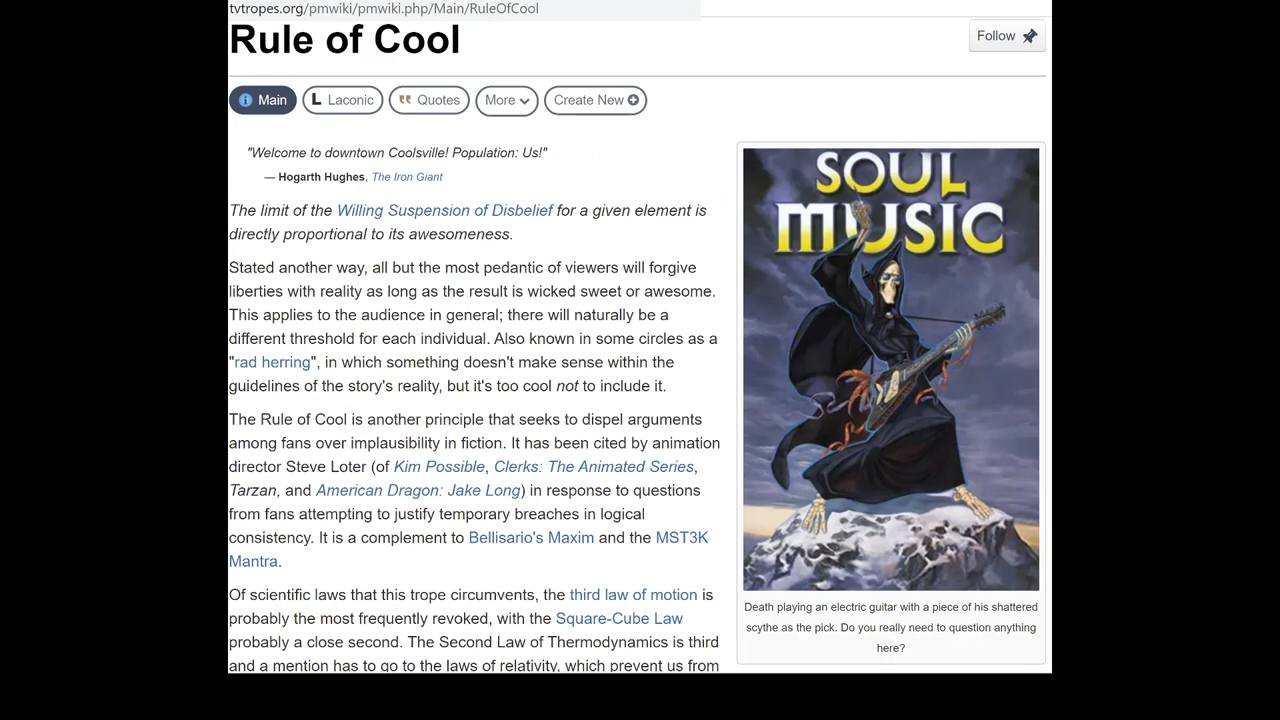 tvtropes.org/pmwiki/pmwiki.php/Main/RuleOfCool
Rule of Cool
Follow
Main
Laconic
Quotes
More
Create New
"Welcome to downtown Coolsville! Population: Us!"
— Hogarth Hughes, The Iron Giant
The limit of the Willing Suspension of Disbelief for a given element is
directly proportional to its awesomeness.
Stated another way, all but the most pedantic of viewers will forgive
liberties with reality as long as the result is wicked sweet or awesome.
This applies to the audience in general; there will naturally be a
different threshold for each individual. Also known in some circles as a
"rad herring", in which something doesn't make sense within the
guidelines of the story's reality, but it's too cool not to include it.
The Rule of Cool is another principle that seeks to dispel arguments
among fans over implausibility in fiction. It has been cited by animation
director Steve Loter (of Kim Possible, Clerks: The Animated Series,
Tarzan, and American Dragon: Jake Long) in response to questions
from fans attempting to justify temporary breaches in logical
consistency. It is a complement to Bellisario's Maxim and the MST3K
Mantra.
Of scientific laws that this trope circumvents, the third law of motion is
probably the most frequently revoked, with the Square-Cube Law
probably a close second. The Second Law of Thermodynamics is third
and a mention has to go to the laws of relativity, which prevent us from
SOUL
MUSIC
Death playing an electric guitar with a piece of his shattered
scythe as the pick. Do you really need to question anything
here?